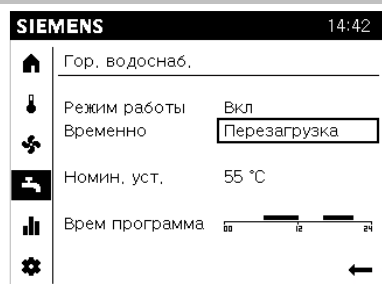 SIEMENS 14:42
Гор. водоснаб.
Режим работы Вкл
Временно Перезагрузка
Номин. уст. 55 °C
Врем программа
00 12 24